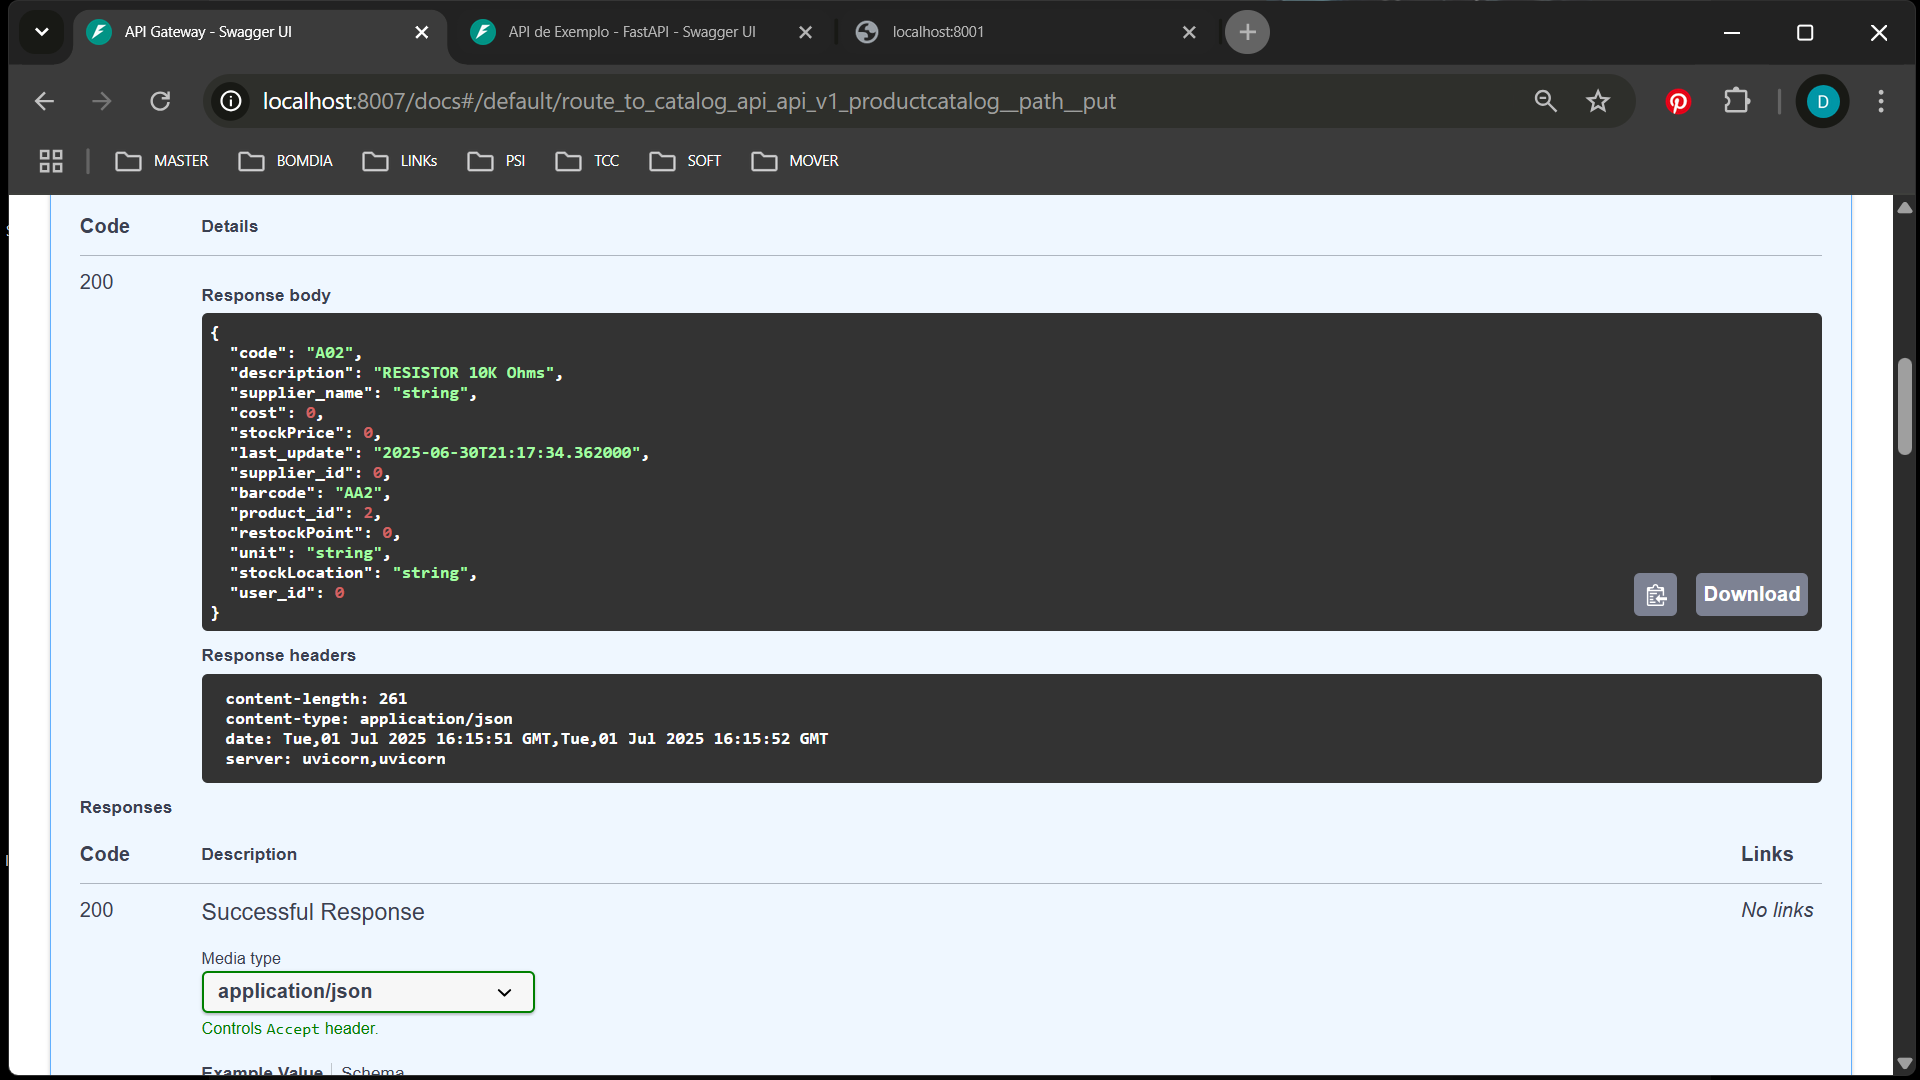 API Gateway - Swagger UI
API de Exemplo - FastAPI - Swagger UI
localhost:8001
localhost:8007/docs#/default/route_to_catalog_api_api_v1_productcatalog__path__put
D
MASTER
BOMDIA
LINKs
PSI
TCC
SOFT
MOVER
Code Details
200
Response body
{
"code": "A02",
"description": "RESISTOR 10K Ohms",
"supplier_name": "string",
"cost": 0,
"stockPrice": 0,
"last_update": "2025-06-30T21:17:34.362000",
"supplier_id": 0,
"barcode": "AA2",
"product_id": 2,
"restockPoint": 0,
"unit": "string",
"stockLocation": "string",
"user_id": 0
}
Download
Response headers
content-length: 261
content-type: application/json
date: Tue,01 Jul 2025 16:15:51 GMT,Tue,01 Jul 2025 16:15:52 GMT
server: uvicorn,uvicorn
Responses
Code Description Links
200 Successful Response No links
Media type
application/json
Controls Accept header.
Example Value Schema